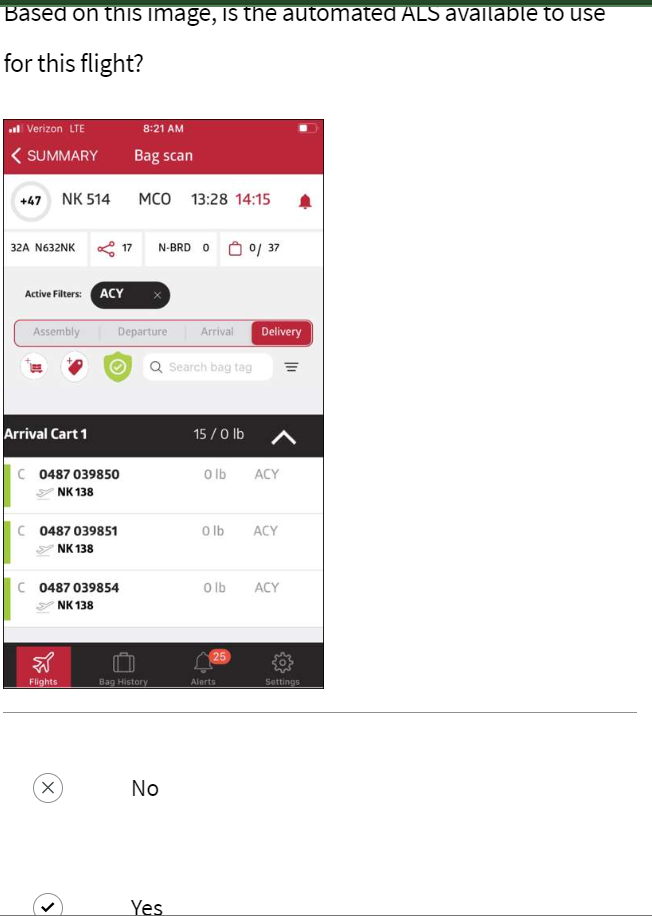 Based on this image, is the automated ALS available to use
for this flight?
Verizon LTE 8:21 AM
SUMMARY Bag scan
+47 NK 514 MCO 13:28 14:15
32A N632NK 17 N-BRD 0 0/ 37
Active Filters: ACY ×
Assembly Departure Arrival Delivery
Search bag tag
Arrival Cart 1 15 / 0 lb
C 0487 039850 0 lb ACY
NK 138
C 0487 039851 0 lb ACY
NK 138
C 0487 039854 0 lb ACY
NK 138
25
Flights Bag History Alerts Settings
No
Yes